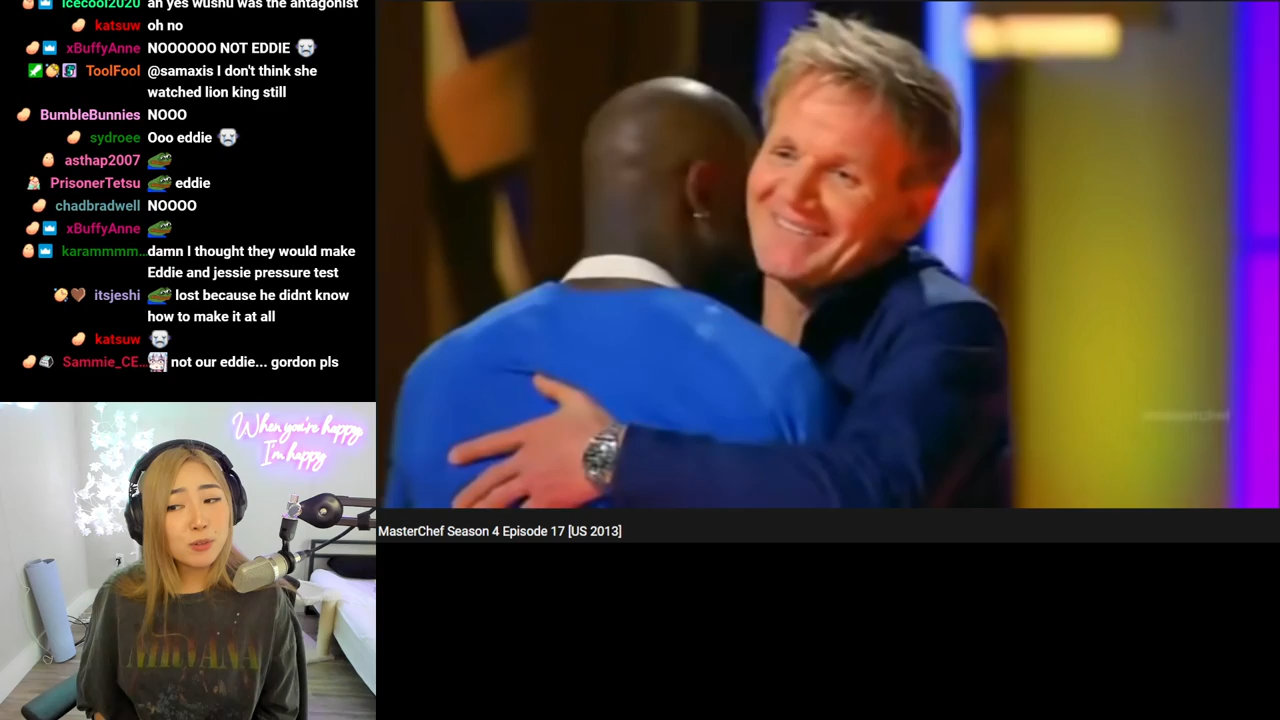 Icecool2020 ah yes wushu was the antagonist
katsuw oh no
xBuffyAnne NOOOOOO NOT EDDIE
ToolFool @samaxis I don't think she
watched lion king still
BumbleBunnies NOOO
sydroee Ooo eddie
asthap2007
PrisonerTetsu eddie
chadbradwell NOOOO
xBuffyAnne
karammmm… damn I thought they would make
Eddie and jessie pressure test
itsjeshi lost because he didnt know
how to make it at all
katsuw
Sammie_CE… not our eddie... gordon pls
When you're happy
I'm happy
NIRVANA
MasterChef Season 4 Episode 17 [US 2013]